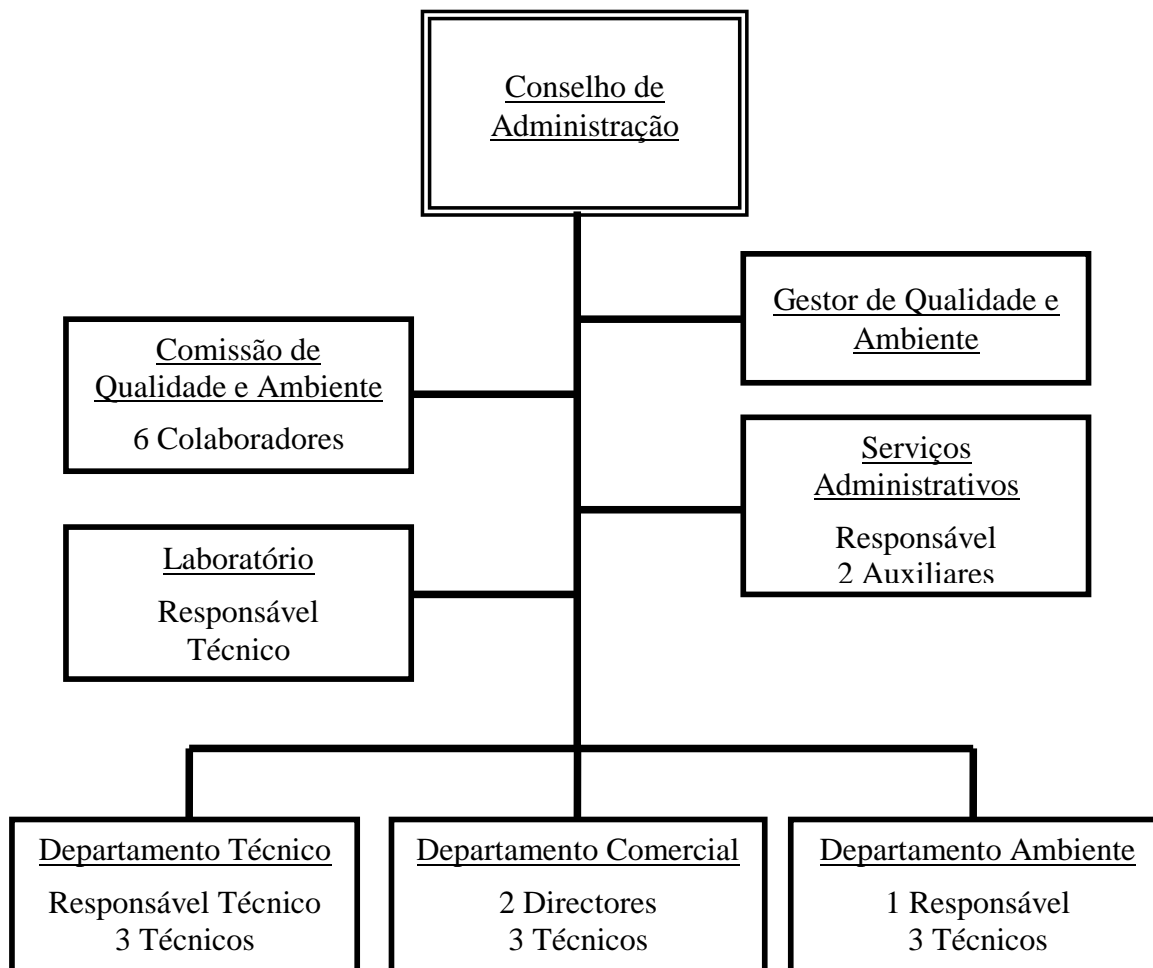 Conselho de
Administração
Gestor de Qualidade e
Ambiente
Comissão de
Qualidade e Ambiente
6 Colaboradores
Serviços
Administrativos
Responsável
2 Auxiliares
Laboratório
Responsável
Técnico
Departamento Técnico
Responsável Técnico
3 Técnicos
Departamento Comercial
2 Directores
3 Técnicos
Departamento Ambiente
1 Responsável
3 Técnicos